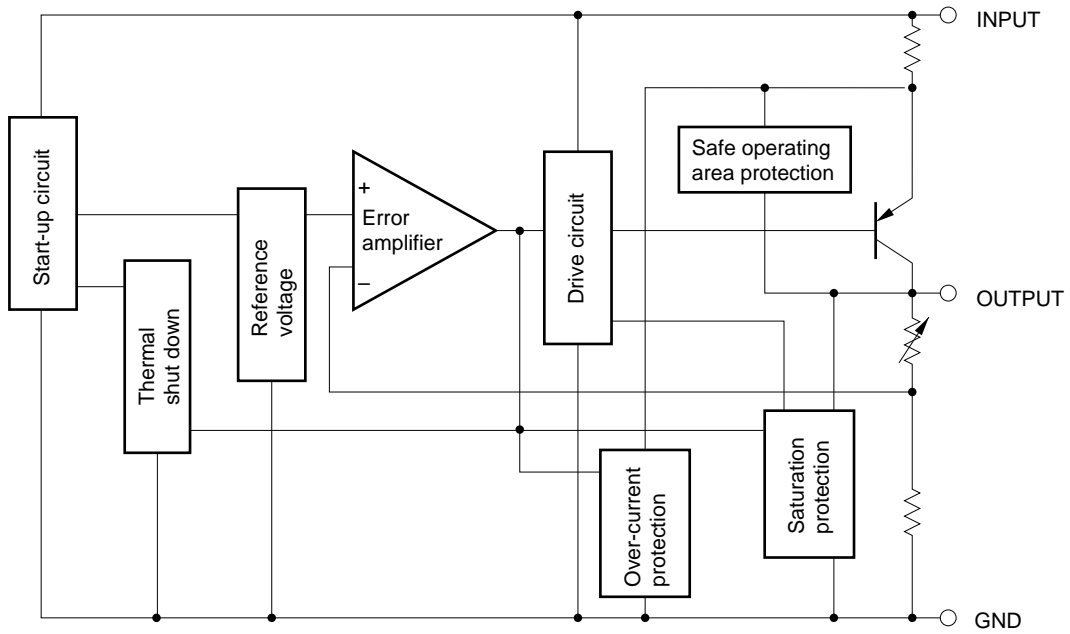 INPUT
Safe operating
area protection
Start-up circuit
Thermal
shut down
Reference
voltage
+
Error
amplifier
−
Drive circuit
OUTPUT
Over-current
protection
Saturation
protection
GND